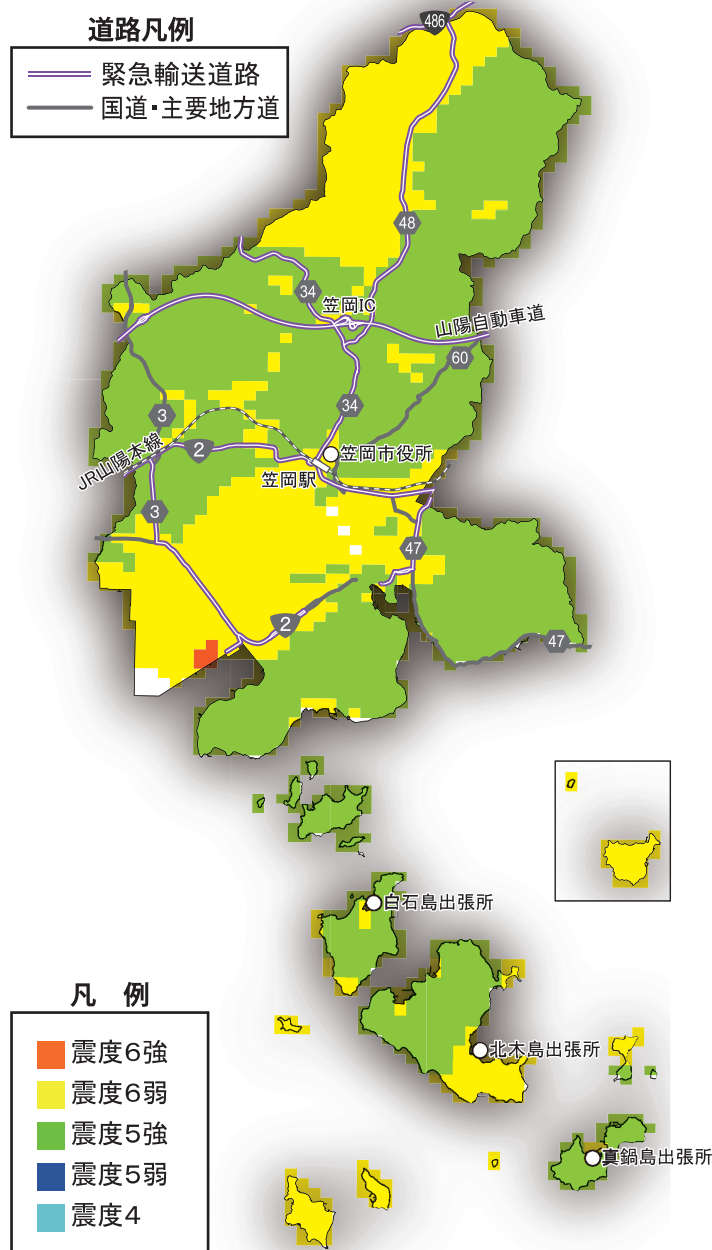 道路凡例
緊急輸送道路
国道・主要地方道
486
48
34
笠岡IC
山陽自動車道
60
34
3
JR山陽本線
2
笠岡市役所
笠岡駅
3
47
2
47
白石島出張所
北木島出張所
真鍋島出張所
凡 例
震度6強
震度6弱
震度5強
震度5弱
震度4